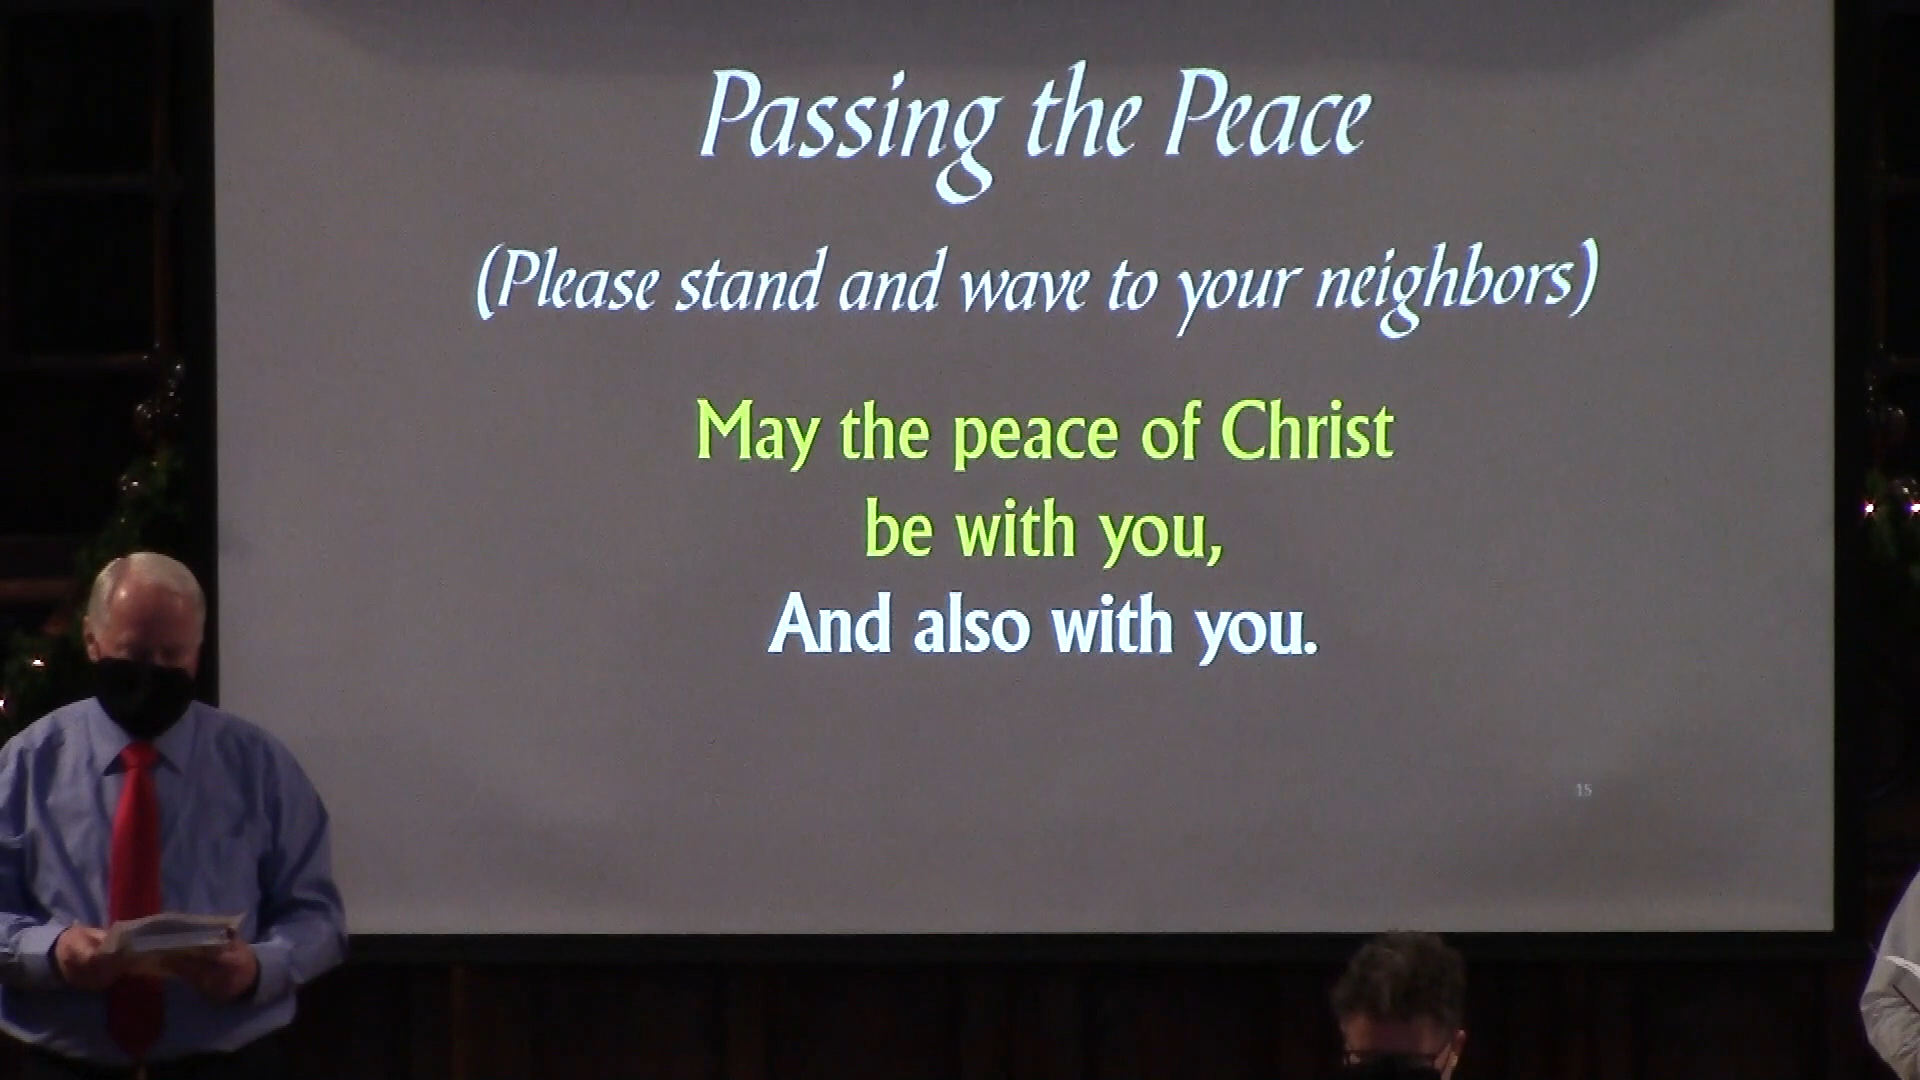 Passing the Peace
(Please stand and wave to your neighbors)
May the peace of Christ
be with you,
And also with you.
15